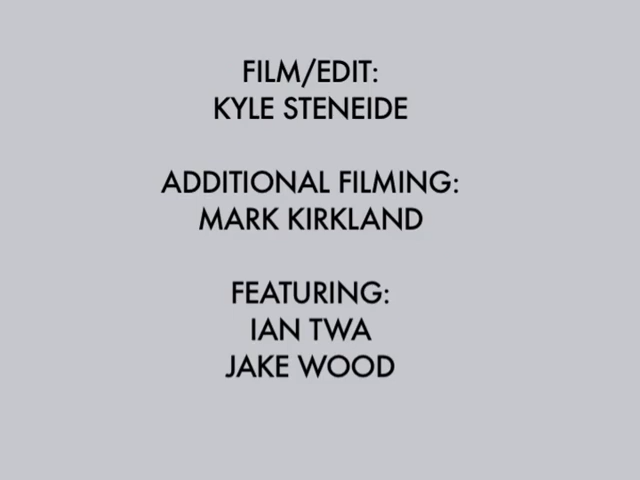 FILM/EDIT:
KYLE STENEIDE
ADDITIONAL FILMING:
MARK KIRKLAND
FEATURING:
IAN TWA
JAKE WOOD